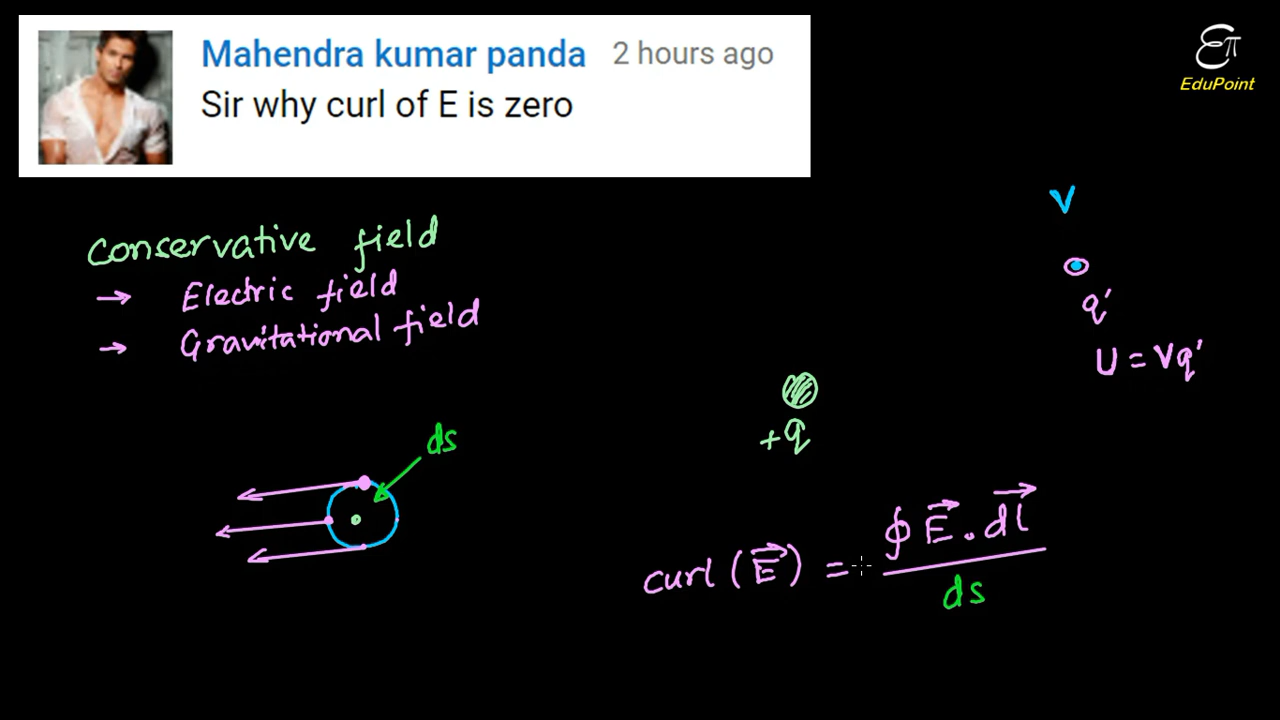 Mahendra kumar panda 2 hours ago
Sir why curl of E is zero
Eπ
EduPoint
conservative field
→ Electric field
→ Gravitational field
V
q'
U = Vq'
+q
ds
curl (E⃗) = ∮ E⃗ . dl⃗
ds